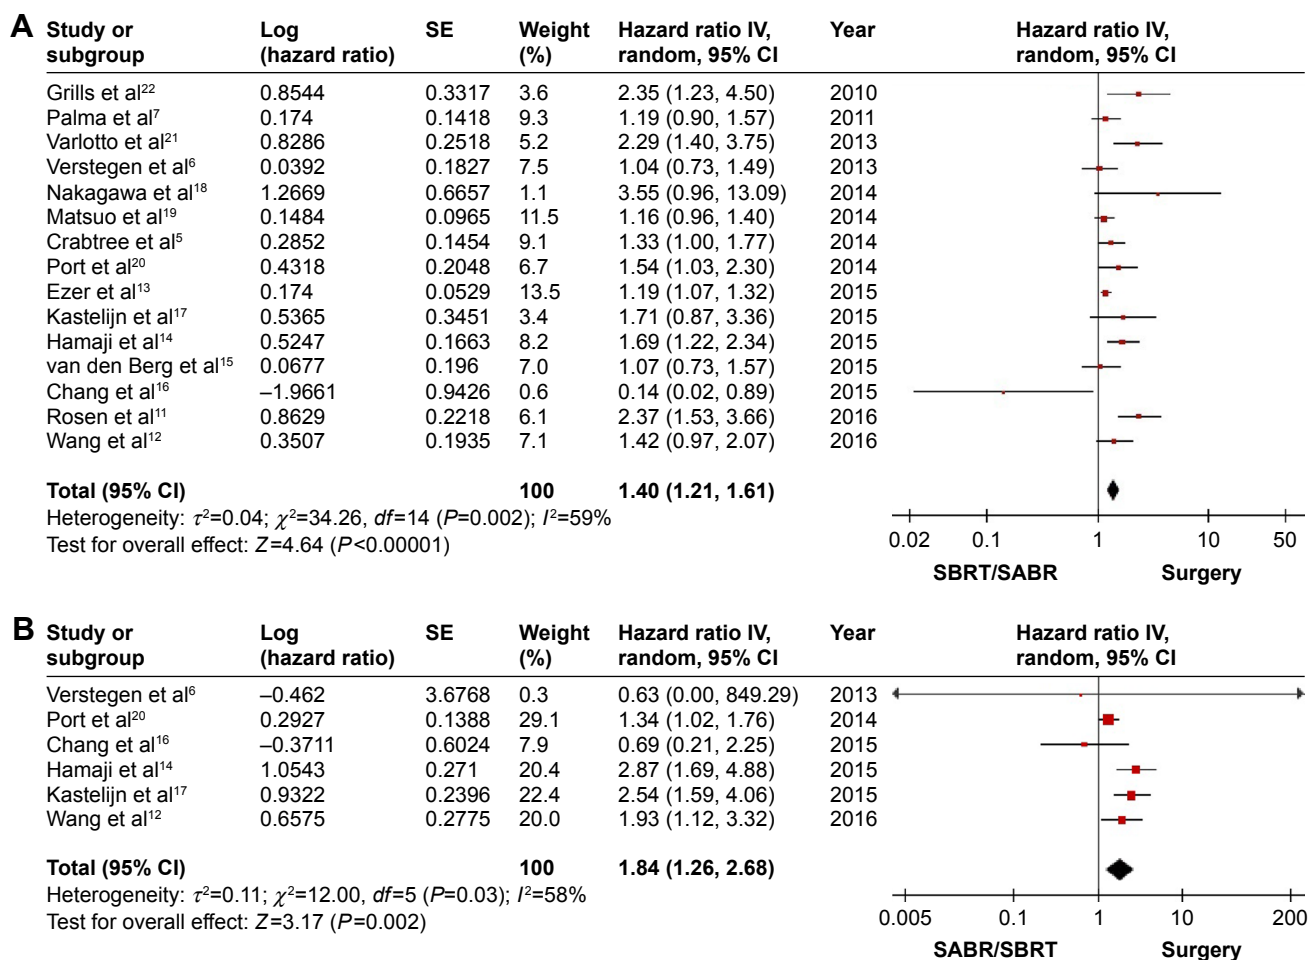 A Study or subgroup Log (hazard ratio) SE Weight (%) Hazard ratio IV, random, 95% CI Year Hazard ratio IV, random, 95% CI
Grills et al22 0.8544 0.3317 3.6 2.35 (1.23, 4.50) 2010
Palma et al7 0.174 0.1418 9.3 1.19 (0.90, 1.57) 2011
Varlotto et al21 0.8286 0.2518 5.2 2.29 (1.40, 3.75) 2013
Verstegen et al6 0.0392 0.1827 7.5 1.04 (0.73, 1.49) 2013
Nakagawa et al18 1.2669 0.6657 1.1 3.55 (0.96, 13.09) 2014
Matsuo et al19 0.1484 0.0965 11.5 1.16 (0.96, 1.40) 2014
Crabtree et al5 0.2852 0.1454 9.1 1.33 (1.00, 1.77) 2014
Port et al20 0.4318 0.2048 6.7 1.54 (1.03, 2.30) 2014
Ezer et al13 0.174 0.0529 13.5 1.19 (1.07, 1.32) 2015
Kastelijn et al17 0.5365 0.3451 3.4 1.71 (0.87, 3.36) 2015
Hamaji et al14 0.5247 0.1663 8.2 1.69 (1.22, 2.34) 2015
van den Berg et al15 0.0677 0.196 7.0 1.07 (0.73, 1.57) 2015
Chang et al16 –1.9661 0.9426 0.6 0.14 (0.02, 0.89) 2015
Rosen et al11 0.8629 0.2218 6.1 2.37 (1.53, 3.66) 2016
Wang et al12 0.3507 0.1935 7.1 1.42 (0.97, 2.07) 2016
Total (95% CI) 100 1.40 (1.21, 1.61)
Heterogeneity: τ2=0.04; χ2=34.26, df=14 (P=0.002); I2=59%
Test for overall effect: Z=4.64 (P<0.00001)
0.02 0.1 1 10 50
SBRT/SABR Surgery
B Study or subgroup Log (hazard ratio) SE Weight (%) Hazard ratio IV, random, 95% CI Year Hazard ratio IV, random, 95% CI
Verstegen et al6 –0.462 3.6768 0.3 0.63 (0.00, 849.29) 2013
Port et al20 0.2927 0.1388 29.1 1.34 (1.02, 1.76) 2014
Chang et al16 –0.3711 0.6024 7.9 0.69 (0.21, 2.25) 2015
Hamaji et al14 1.0543 0.271 20.4 2.87 (1.69, 4.88) 2015
Kastelijn et al17 0.9322 0.2396 22.4 2.54 (1.59, 4.06) 2015
Wang et al12 0.6575 0.2775 20.0 1.93 (1.12, 3.32) 2016
Total (95% CI) 100 1.84 (1.26, 2.68)
Heterogeneity: τ2=0.11; χ2=12.00, df=5 (P=0.03); I2=58%
Test for overall effect: Z=3.17 (P=0.002)
0.005 0.1 1 10 200
SABR/SBRT Surgery